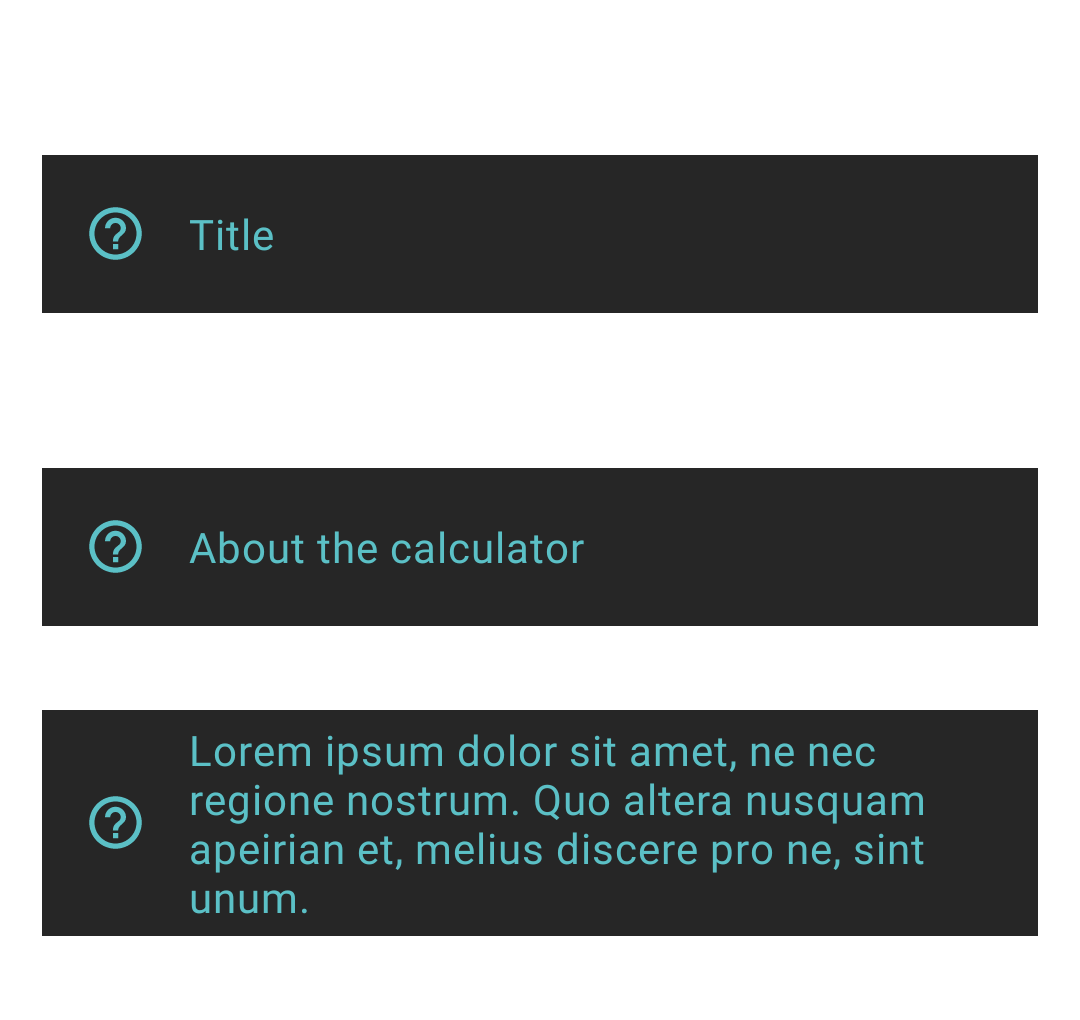 Title
About the calculator
Lorem ipsum dolor sit amet, ne nec
regione nostrum. Quo altera nusquam
apeirian et, melius discere pro ne, sint
unum.